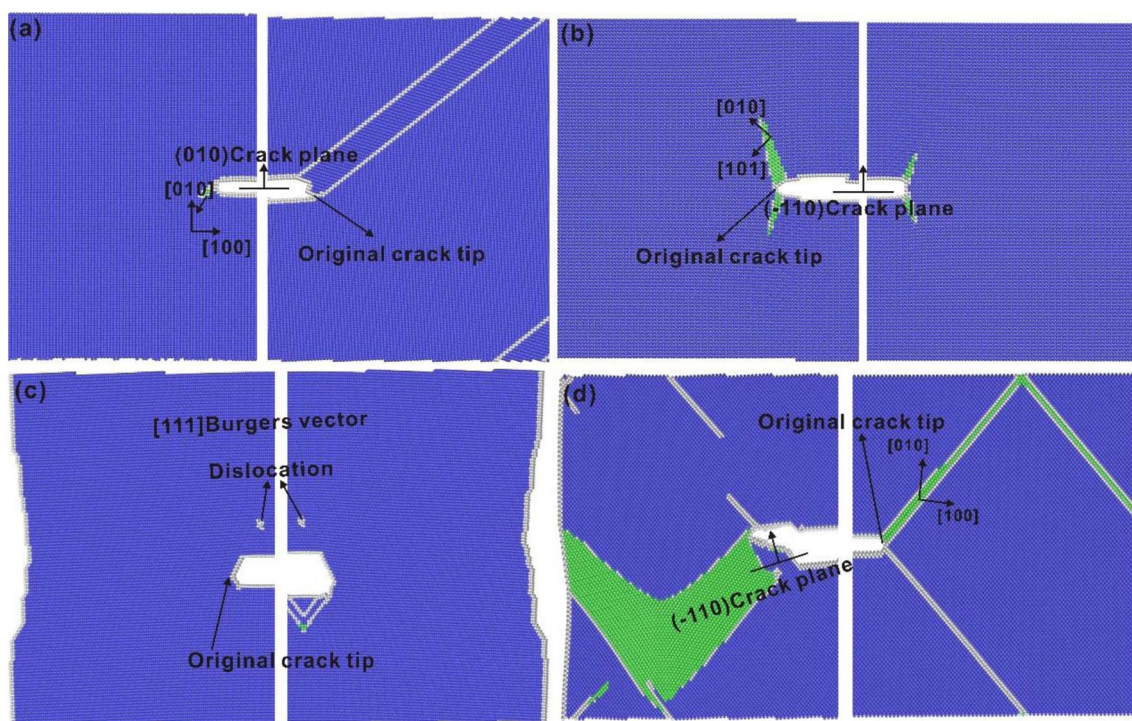 (a)
(010)Crack plane
[010]
[100]
Original crack tip
(b)
[010]
[101]
(-110)Crack plane
Original crack tip
(c)
[111]Burgers vector
Dislocation
Original crack tip
(d)
Original crack tip
[010]
[100]
(-110)Crack plane